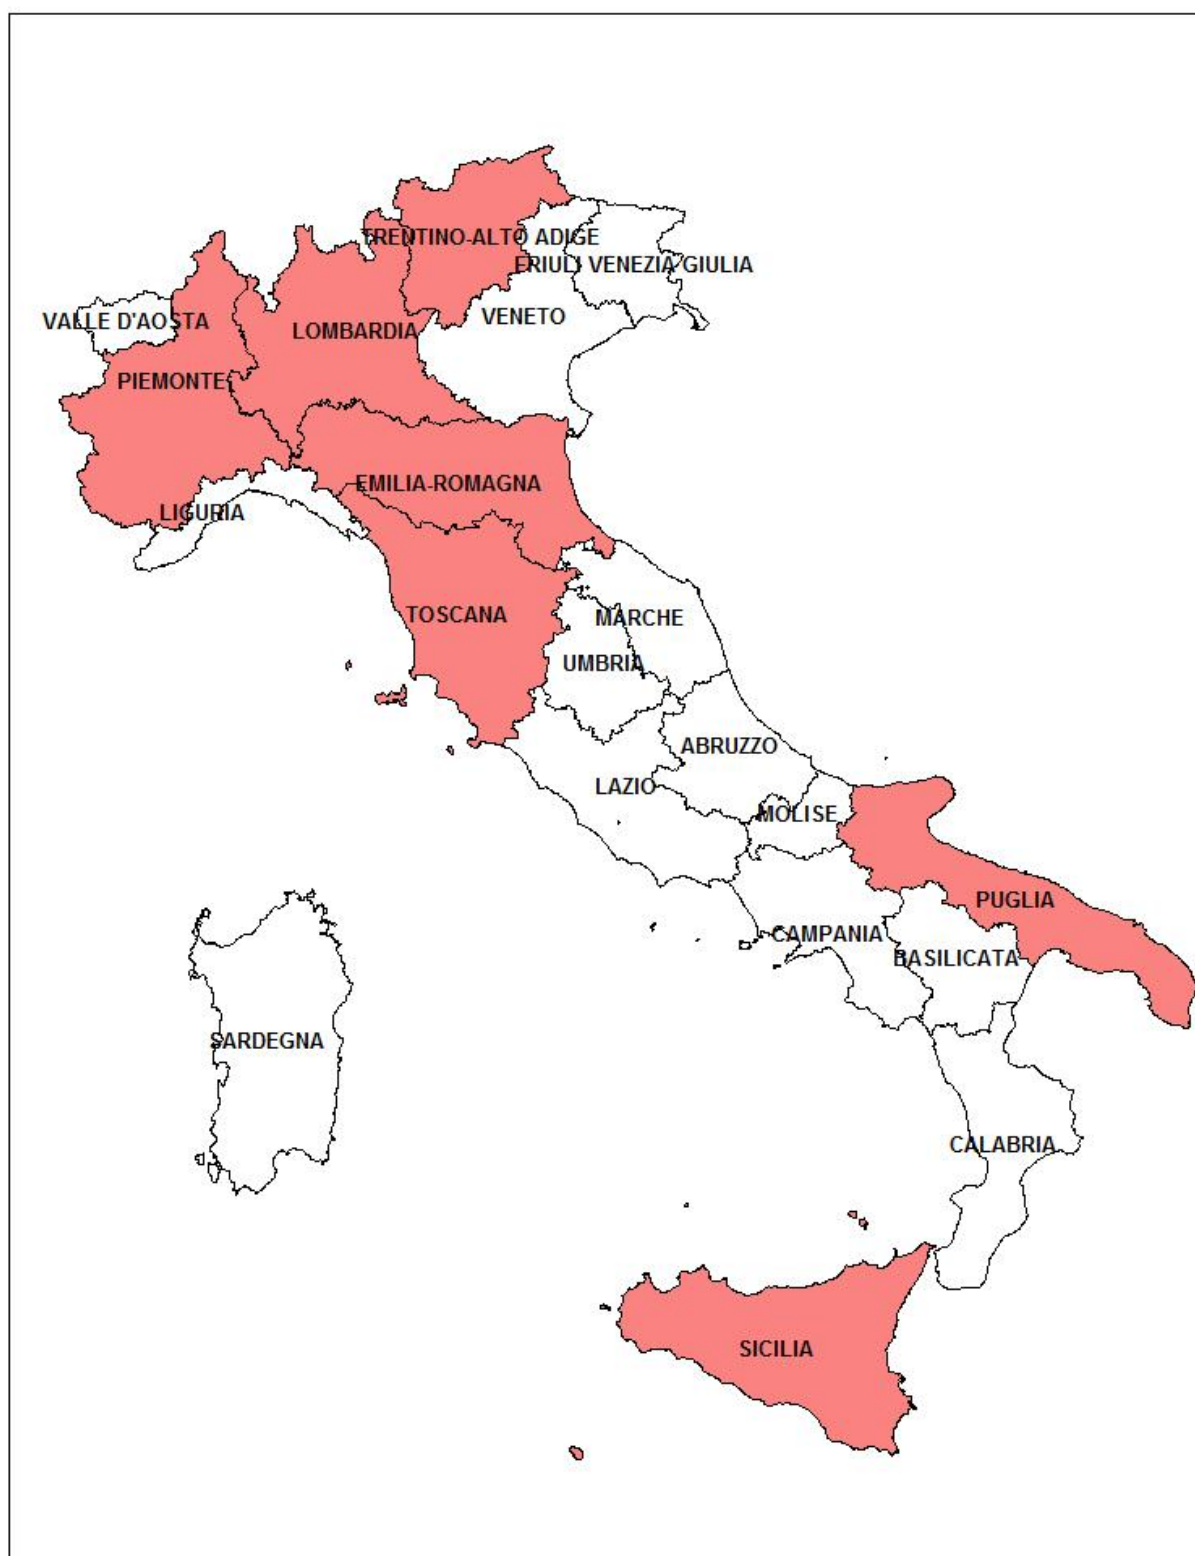 TRENTINO-ALTO ADIGE
FRIULI VENEZIA GIULIA
VENETO
VALLE D'AOSTA
LOMBARDIA
PIEMONTE
EMILIA-ROMAGNA
LIGURIA
TOSCANA
MARCHE
UMBRIA
ABRUZZO
LAZIO
MOLISE
PUGLIA
CAMPANIA
BASILICATA
SARDEGNA
CALABRIA
SICILIA